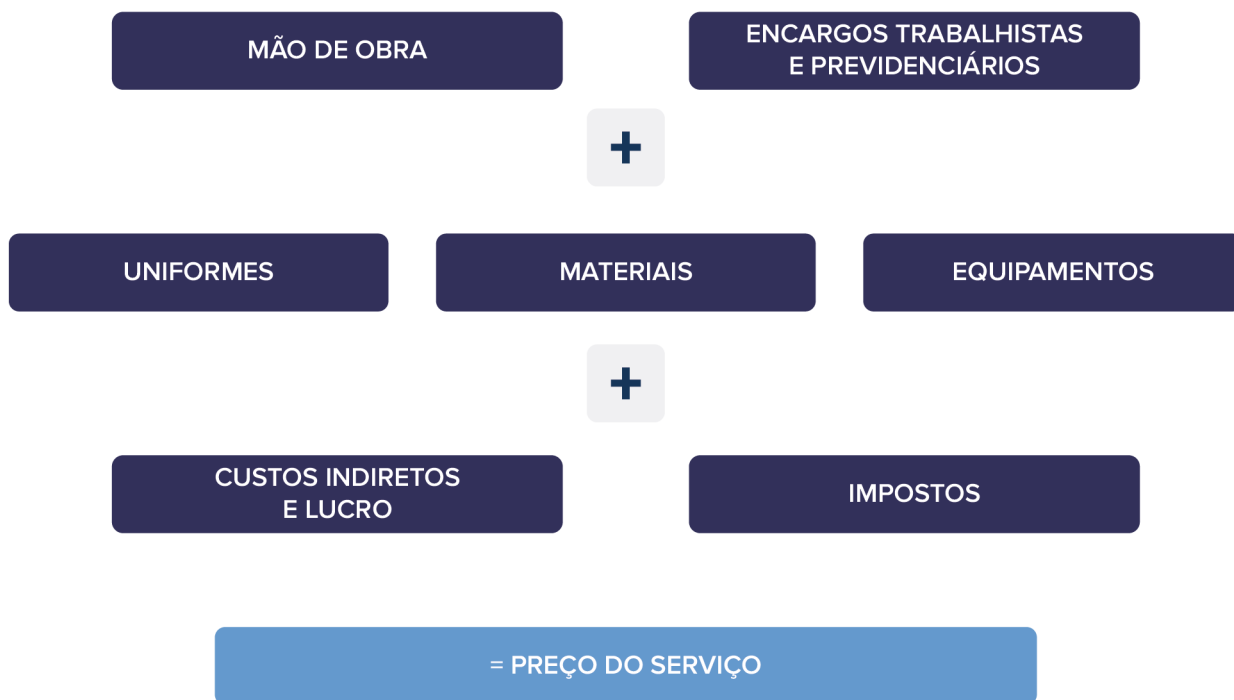 MÃO DE OBRA
ENCARGOS TRABALHISTAS
E PREVIDENCIÁRIOS
+
UNIFORMES
MATERIAIS
EQUIPAMENTOS
+
CUSTOS INDIRETOS
E LUCRO
IMPOSTOS
= PREÇO DO SERVIÇO